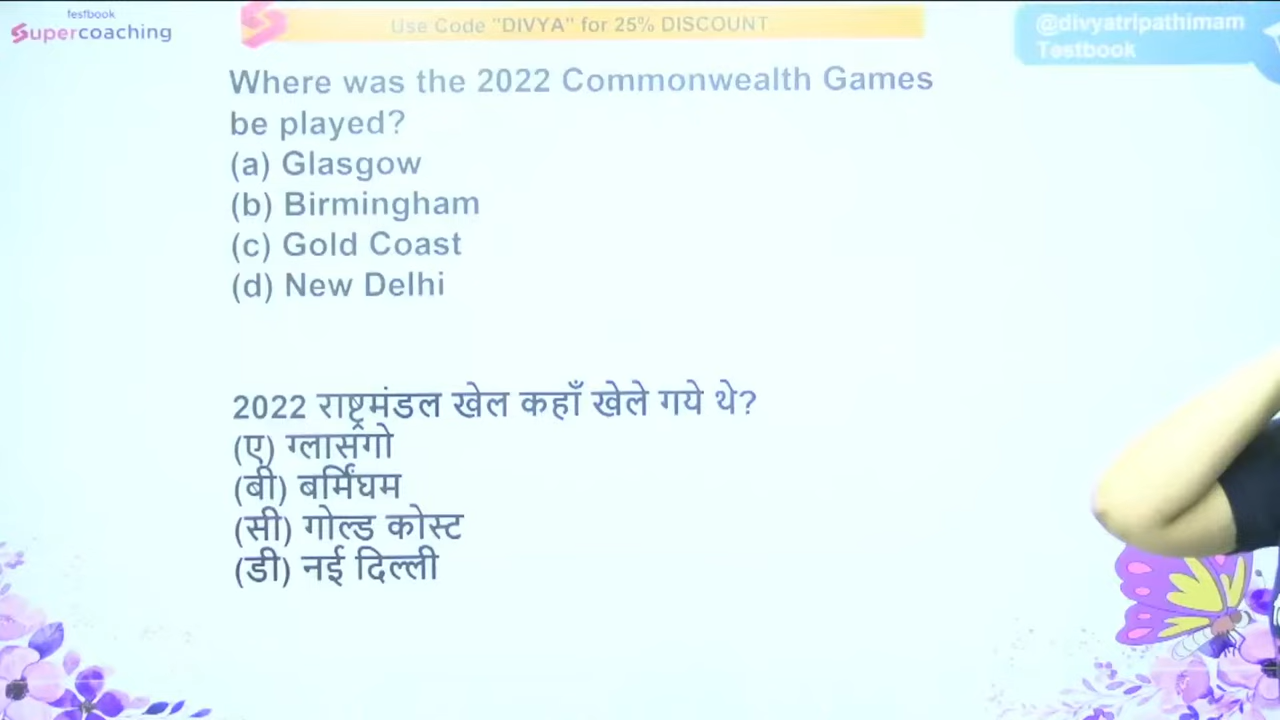 testbook
Supercoaching
Use Code "DIVYA" for 25% DISCOUNT
@divyatripathimam
Testbook
Where was the 2022 Commonwealth Games
be played?
(a) Glasgow
(b) Birmingham
(c) Gold Coast
(d) New Delhi
2022 राष्ट्रमंडल खेल कहाँ खेले गये थे?
(ए) ग्लासगो
(बी) बर्मिंघम
(सी) गोल्ड कोस्ट
(डी) नई दिल्ली